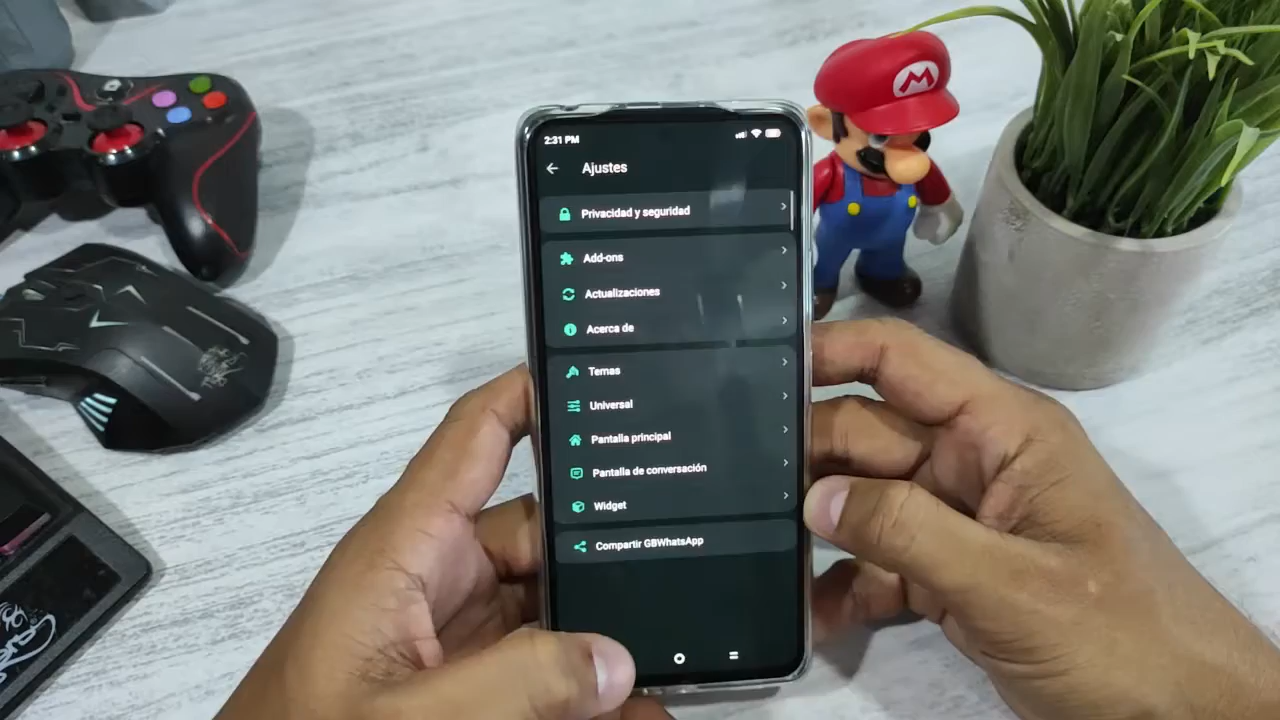 2:31 PM
Ajustes
Privacidad y seguridad
Add-ons
Actualizaciones
Acerca de
Temas
Universal
Pantalla principal
Pantalla de conversación
Widget
Compartir GBWhatsApp
M